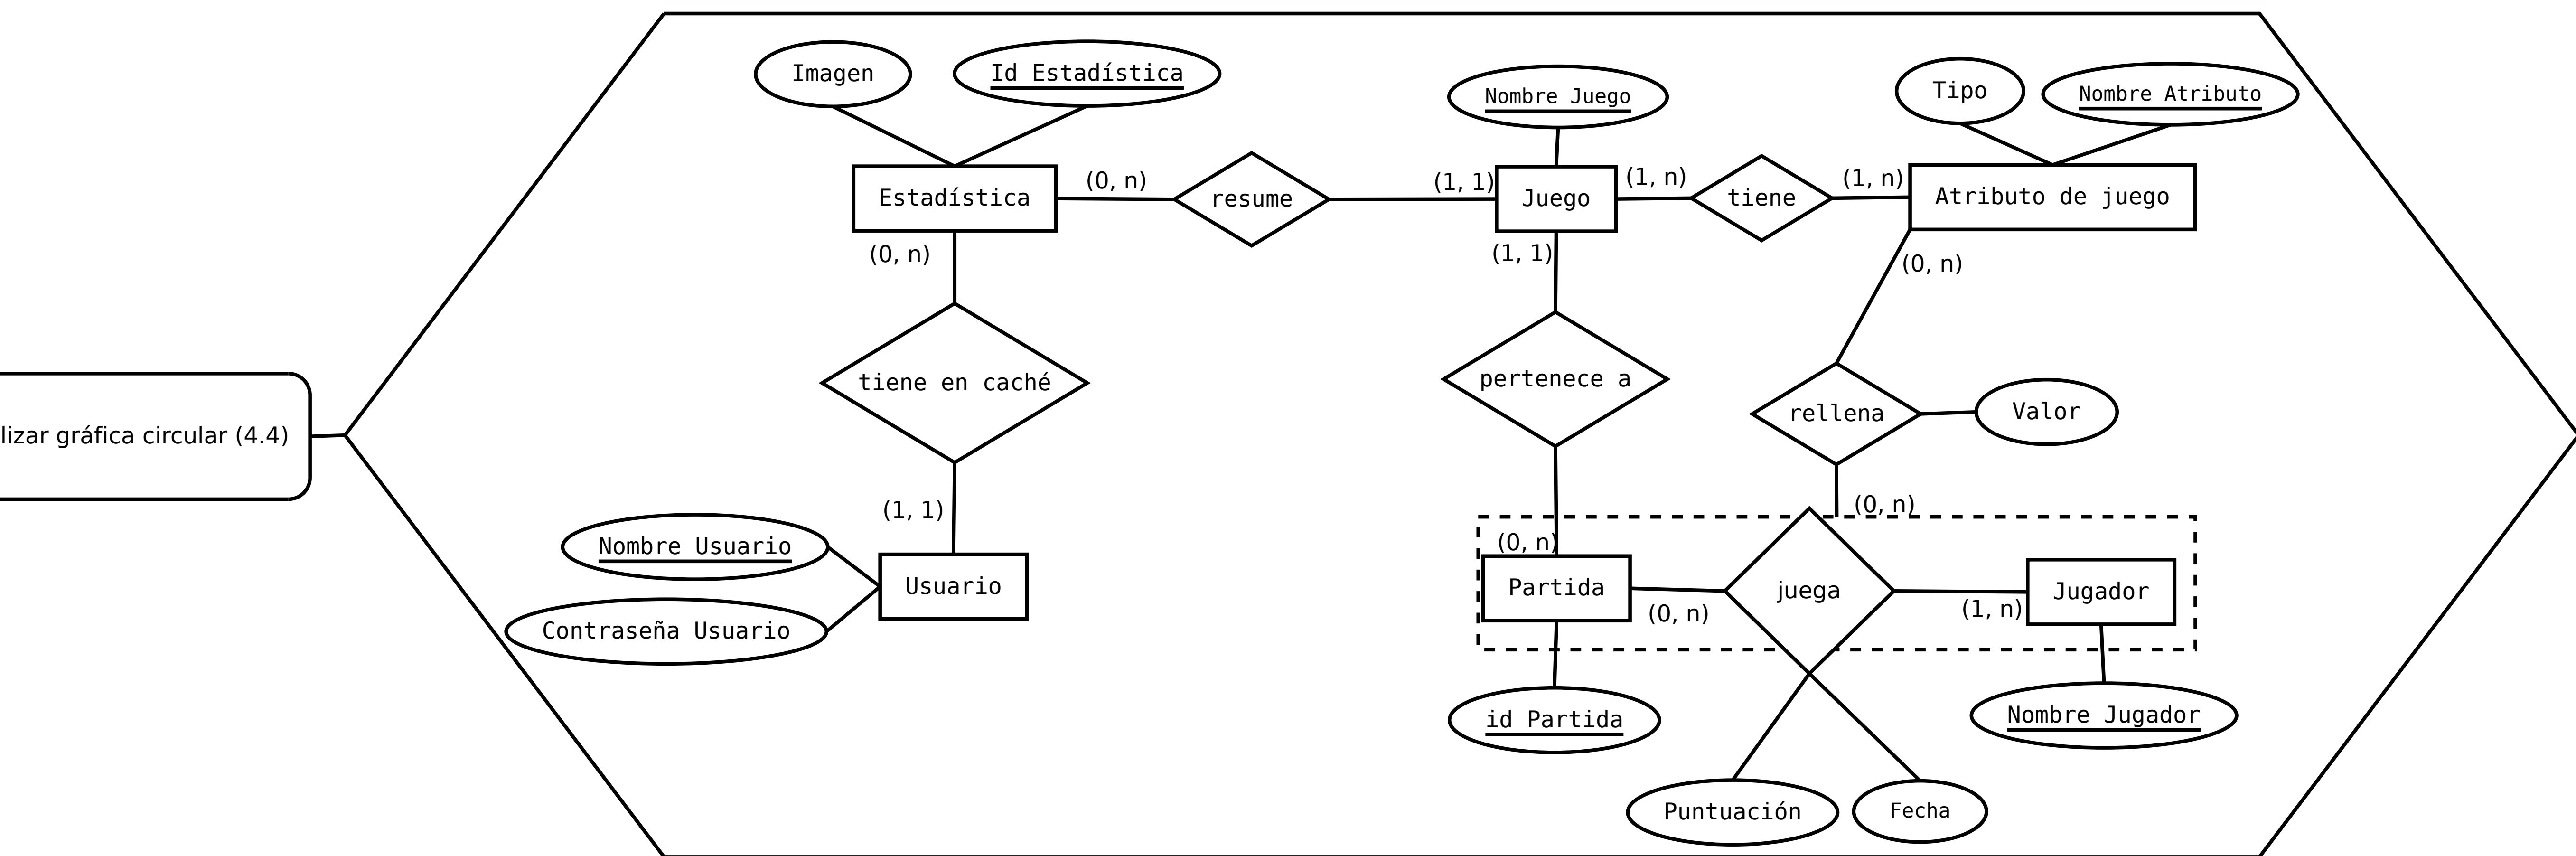 Imagen
Id Estadística
Nombre Juego
Tipo
Nombre Atributo
Estadística
(0, n)
resume
(1, 1)
Juego
(1, n)
tiene
(1, n)
Atributo de juego
(0, n)
(1, 1)
(0, n)
tiene en caché
pertenece a
rellena
Valor
lizar gráfica circular (4.4)
(1, 1)
(0, n)
Nombre Usuario
(0, n)
Usuario
Partida
juega
Jugador
(0, n)
(1, n)
Contraseña Usuario
id Partida
Nombre Jugador
Puntuación
Fecha